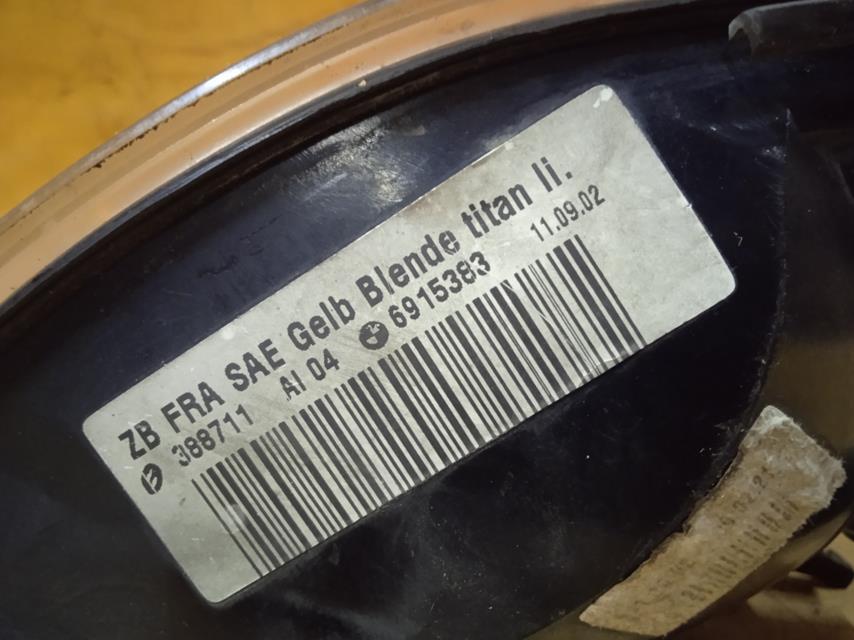 ZB FRA SAE Gelb Blende titan li.
388711 AI 04 6915383 11.09.02